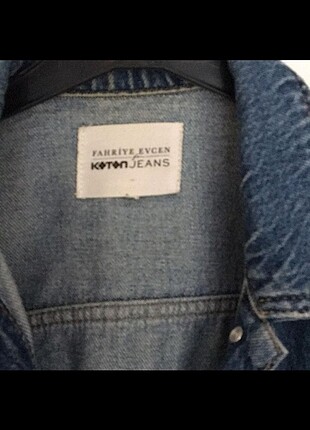 FAHRİYE EVCEN
KOTON JEANS